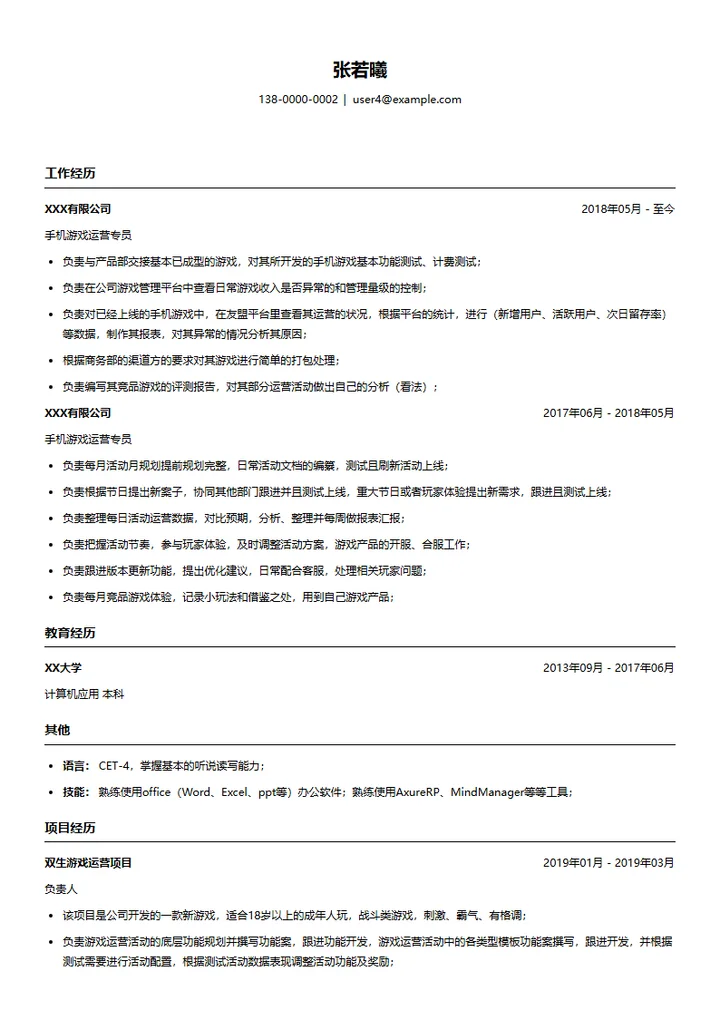 张若曦
138-0000-0002 | user4@example.com
工作经历
XXX有限公司 2018年05月 - 至今
手机游戏运营专员
• 负责与产品部交接基本已成型的游戏，对其所开发的手机游戏基本功能测试、计费测试；
• 负责在公司游戏管理平台中查看日常游戏收入是否异常的和管理量级的控制；
• 负责对已经上线的手机游戏中，在友盟平台里查看其运营的状况，根据平台的统计，进行（新增用户、活跃用户、次日留存率）
等数据，制作其报表，对其异常的情况分析其原因；
• 根据商务部的渠道方的要求对其游戏进行简单的打包处理；
• 负责编写其竞品游戏的评测报告，对其部分运营活动做出自己的分析（看法）；
XXX有限公司 2017年06月 - 2018年05月
手机游戏运营专员
• 负责每月活动月规划提前规划完整，日常活动文档的编纂，测试且刷新活动上线；
• 负责根据节日提出新案子，协同其他部门跟进并且测试上线，重大节日或者玩家体验提出新需求，跟进且测试上线；
• 负责整理每日活动运营数据，对比预期，分析、整理并每周做报表汇报；
• 负责把握活动节奏，参与玩家体验，及时调整活动方案，游戏产品的开服、合服工作；
• 负责跟进版本更新功能，提出优化建议，日常配合客服，处理相关玩家问题；
• 负责每月竞品游戏体验，记录小玩法和借鉴之处，用到自己游戏产品；
教育经历
XX大学 2013年09月 - 2017年06月
计算机应用 本科
其他
• 语言： CET-4，掌握基本的听说读写能力；
• 技能： 熟练使用office（Word、Excel、ppt等）办公软件；熟练使用AxureRP、MindManager等等工具；
项目经历
双生游戏运营项目 2019年01月 - 2019年03月
负责人
• 该项目是公司开发的一款新游戏，适合18岁以上的成年人玩，战斗类游戏，刺激、霸气、有格调；
• 负责游戏运营活动的底层功能规划并撰写功能案，跟进功能开发，游戏运营活动中的各类型模板功能案撰写，跟进开发，并根据
测试需要进行活动配置，根据测试活动数据表现调整活动功能及奖励；